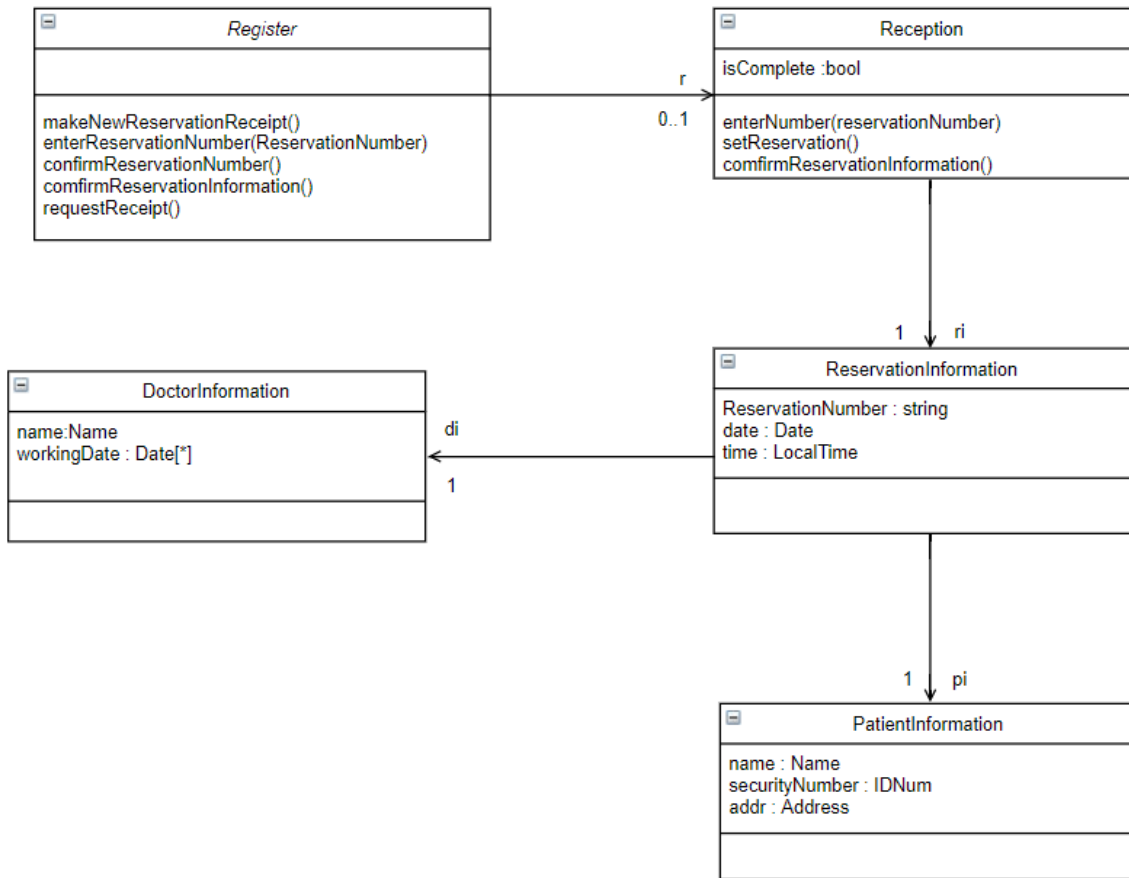 Register
makeNewReservationReceipt()
enterReservationNumber(ReservationNumber)
confirmReservationNumber()
comfirmReservationInformation()
requestReceipt()
r
0..1
Reception
isComplete :bool
enterNumber(reservationNumber)
setReservation()
comfirmReservationInformation()
1 ri
ReservationInformation
ReservationNumber : string
date : Date
time : LocalTime
di
1
DoctorInformation
name:Name
workingDate : Date[*]
1 pi
PatientInformation
name : Name
securityNumber : IDNum
addr : Address